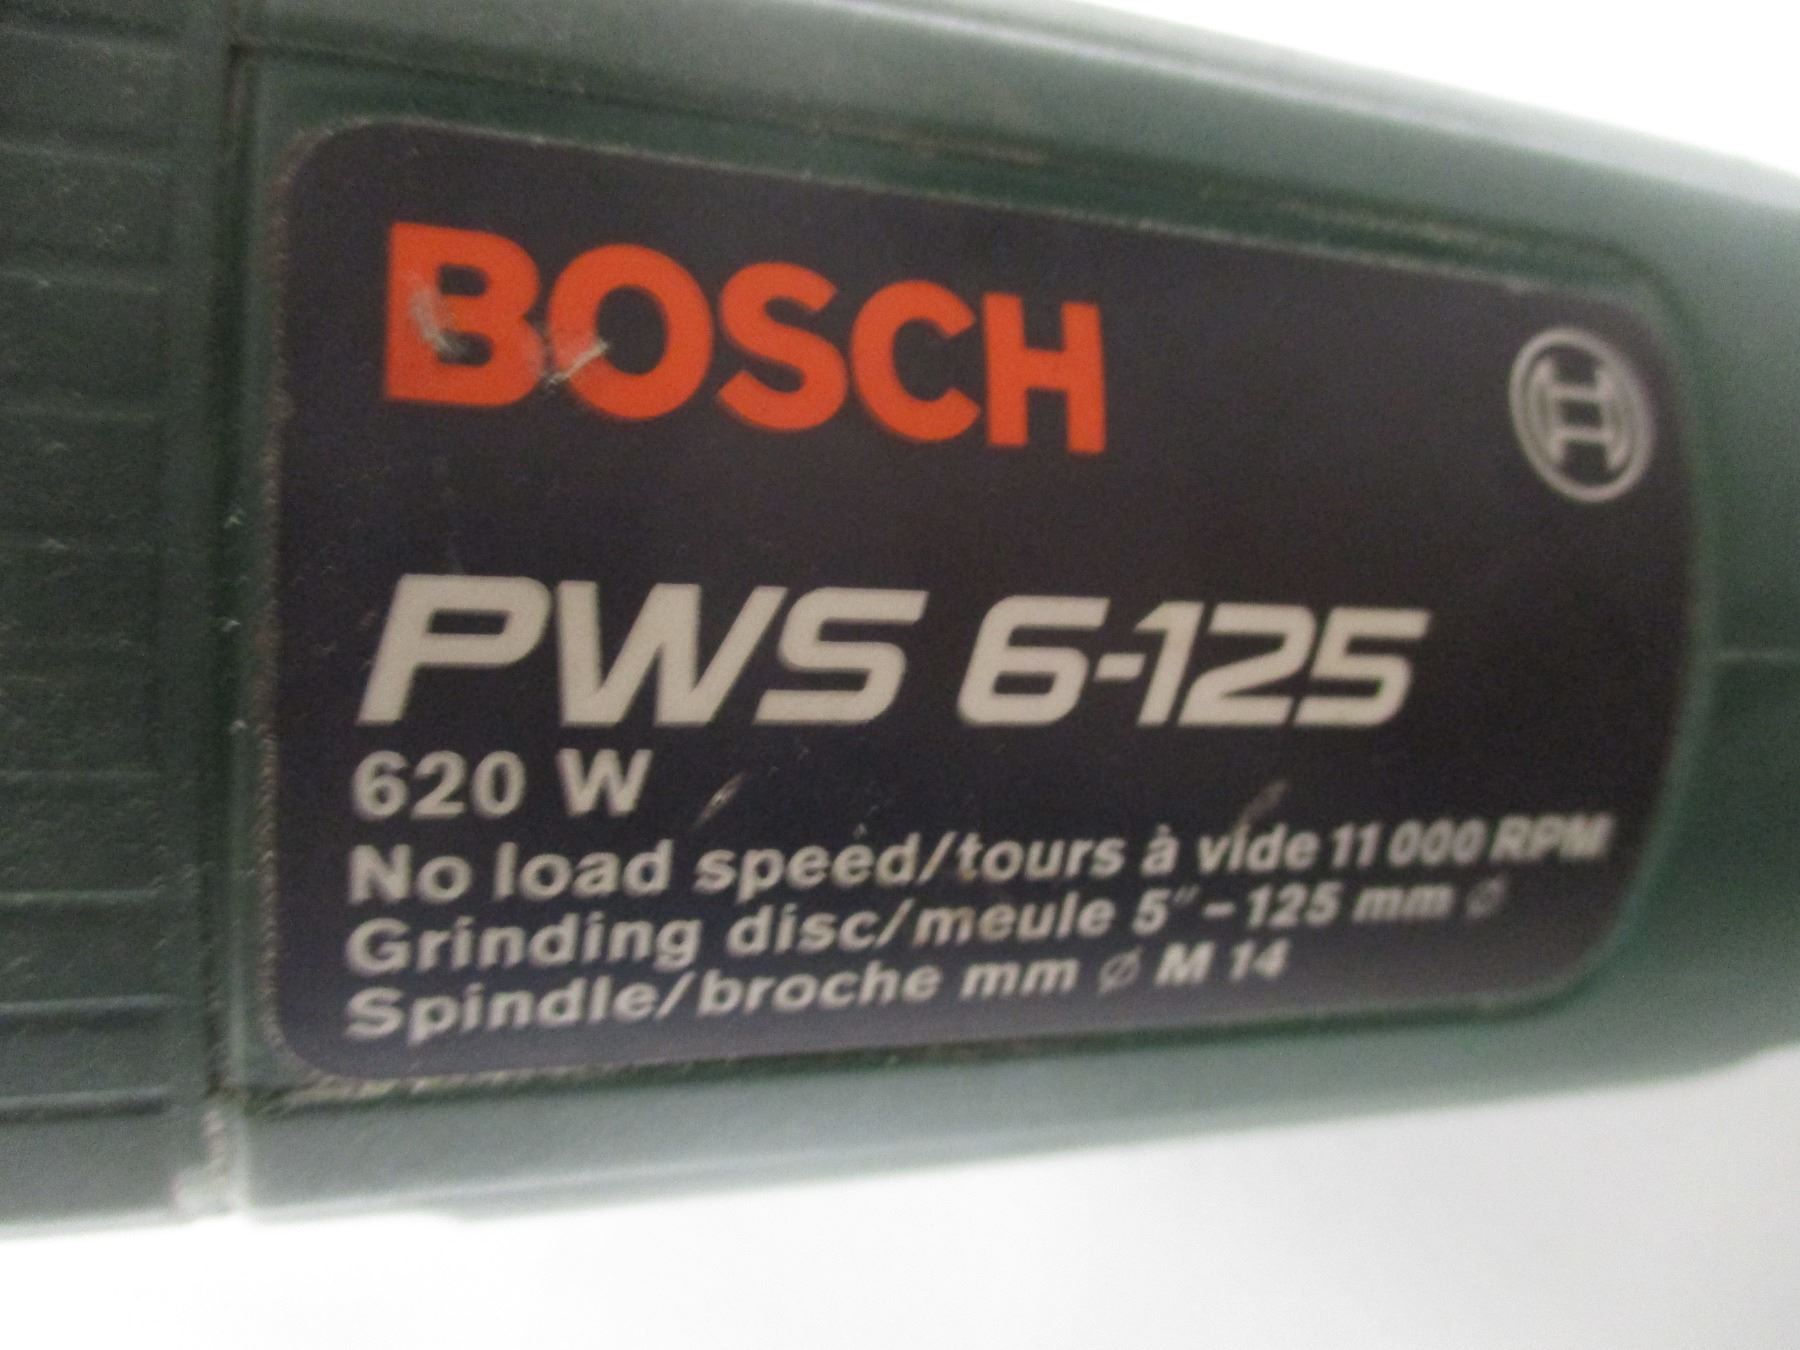 BOSCH
PWS 6-125
620 W
No load speed/tours à vide 11 000 RPM
Grinding disc/meule 5"-125 mm ∅
Spindle/broche mm ∅ M 14